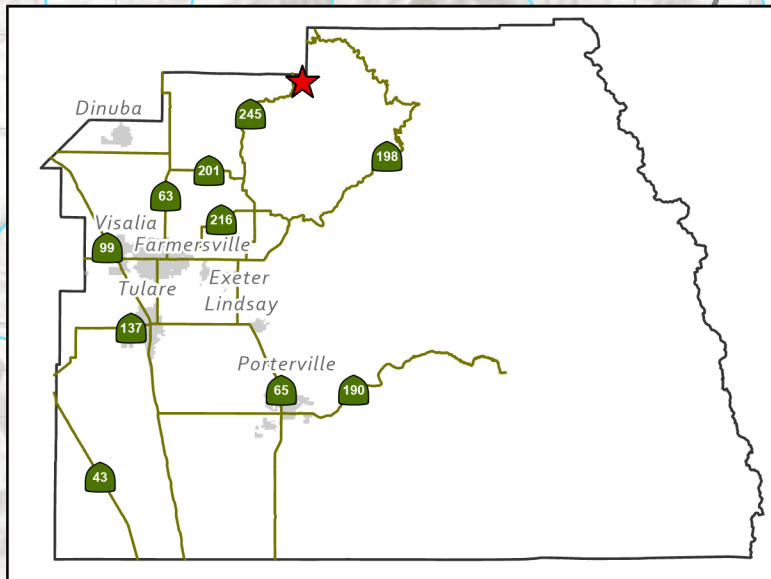 Dinuba
245
198
201
63
216
Visalia
99
Farmersville
Exeter
Tulare
Lindsay
137
Porterville
65
190
43